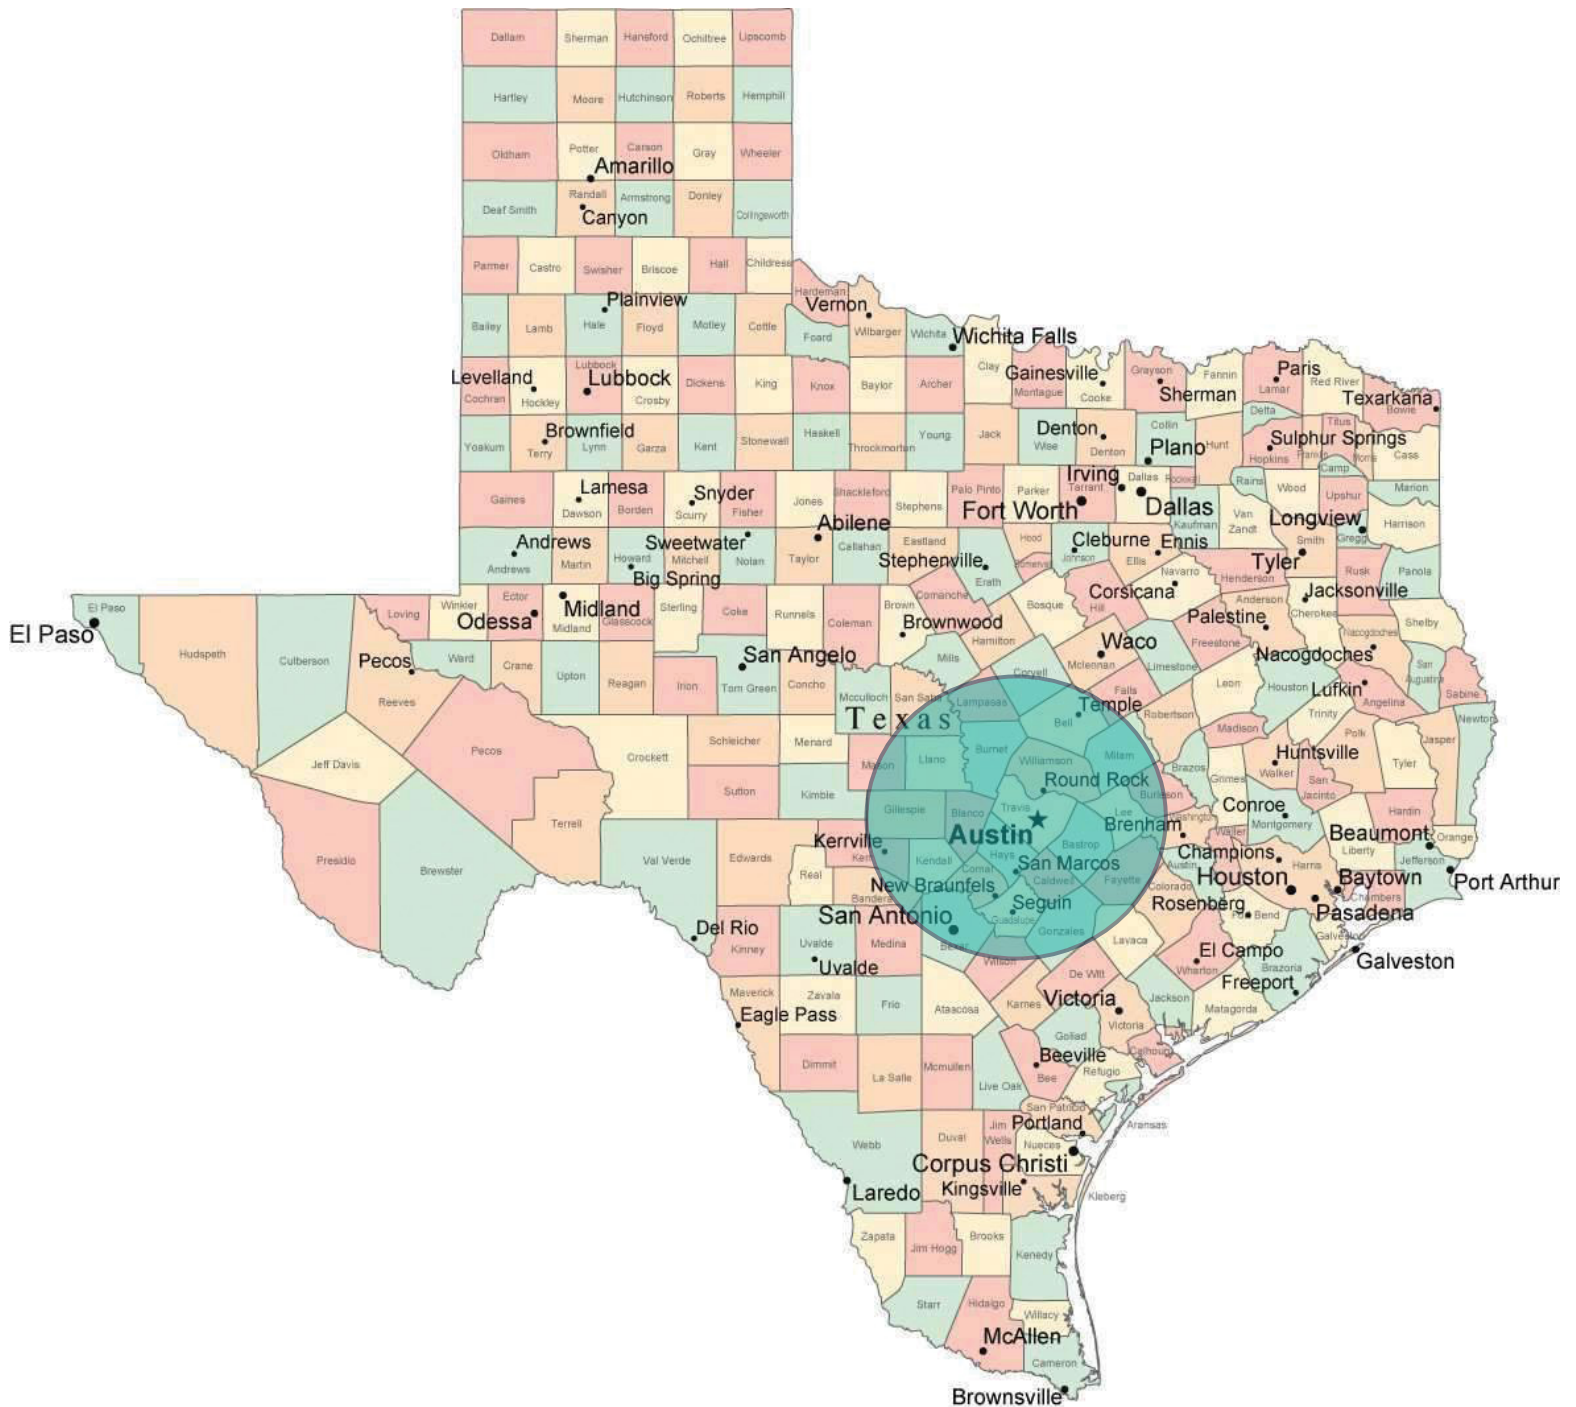 Dallam
Sherman
Hansford
Ochiltree
Lipscomb
Hartley
Moore
Hutchinson
Roberts
Hemphill
Oldham
Potter
Carson
Gray
Wheeler
Amarillo
Deaf Smith
Randall
Armstrong
Donley
Collingsworth
Canyon
Parmer
Castro
Swisher
Briscoe
Hall
Childress
Hardeman
Plainview
Vernon
Bailey
Lamb
Hale
Floyd
Motley
Cottle
Foard
Wilbarger
Wichita
Wichita Falls
Clay
Levelland
Lubbock
Lubbock
Cochran
Hockley
Crosby
Dickens
King
Knox
Baylor
Archer
Gainesville
Montague
Cooke
Grayson
Sherman
Fannin
Paris
Lamar
Red River
Texarkana
Bowie
Yoakum
Brownfield
Terry
Lynn
Garza
Kent
Stonewall
Haskell
Throckmorton
Young
Jack
Denton
Wise
Denton
Collin
Plano
Hunt
Delta
Titus
Sulphur Springs
Hopkins
Franklin
Morris
Cass
Camp
Gaines
Lamesa
Dawson
Borden
Snyder
Scurry
Fisher
Jones
Shackleford
Stephens
Palo Pinto
Parker
Irving
Tarrant
Fort Worth
Dallas
Dallas
Rockwall
Kaufman
Rains
Wood
Van
Zandt
Upshur
Marion
Longview
Gregg
Harrison
Andrews
Andrews
Martin
Howard
Big Spring
Sweetwater
Mitchell
Nolan
Abilene
Taylor
Callahan
Eastland
Stephenville
Erath
Hood
Somervell
Cleburne
Johnson
Ennis
Ellis
Navarro
Corsicana
Henderson
Tyler
Smith
Rusk
Panola
El Paso
El Paso
Hudspeth
Culberson
Loving
Winkler
Ector
Odessa
Midland
Midland
Glasscock
Sterling
Coke
Runnels
Coleman
Brown
Brownwood
Comanche
Hamilton
Bosque
Hill
Waco
Mclennan
Limestone
Freestone
Palestine
Anderson
Jacksonville
Cherokee
Nacogdoches
Nacogdoches
Shelby
Pecos
Reeves
Ward
Crane
Upton
Reagan
Irion
San Angelo
Tom Green
Concho
Mcculloch
San Saba
Mills
Coryell
Lampasas
Falls
Temple
Bell
Robertson
Leon
Houston
Lufkin
Angelina
San
Augustine
Sabine
Newton
Madison
Trinity
Polk
Jasper
Tyler
Texas
Jeff Davis
Pecos
Crockett
Schleicher
Menard
Mason
Llano
Burnet
Williamson
Milam
Round Rock
Burleson
Brazos
Grimes
Huntsville
Walker
San
Jacinto
Hardin
Presidio
Brewster
Terrell
Sutton
Kimble
Gillespie
Blanco
Travis
Austin
Lee
Bastrop
Brenham
Washington
Conroe
Montgomery
Waller
Liberty
Beaumont
Orange
Jefferson
Port Arthur
Val Verde
Edwards
Kerrville
Kerr
Real
Bandera
Kendall
Hays
San Marcos
Comal
Caldwell
Fayette
New Braunfels
Seguin
Guadalupe
Gonzales
Austin
Champions
Harris
Houston
Baytown
Chambers
Pasadena
Colorado
Rosenberg
Fort Bend
Galveston
Galveston
Del Rio
Kinney
Uvalde
Uvalde
Medina
San Antonio
Bexar
Wilson
Lavaca
De Witt
El Campo
Wharton
Brazoria
Freeport
Matagorda
Jackson
Maverick
Eagle Pass
Zavala
Frio
Atascosa
Karnes
Victoria
Victoria
Goliad
Calhoun
Dimmit
La Salle
Mcmullen
Live Oak
Beeville
Bee
Refugio
San Patricio
Aransas
Webb
Duval
Jim
Wells
Portland
Nueces
Corpus Christi
Laredo
Kingsville
Kleberg
Zapata
Jim Hogg
Brooks
Kenedy
Starr
Hidalgo
Willacy
McAllen
Cameron
Brownsville